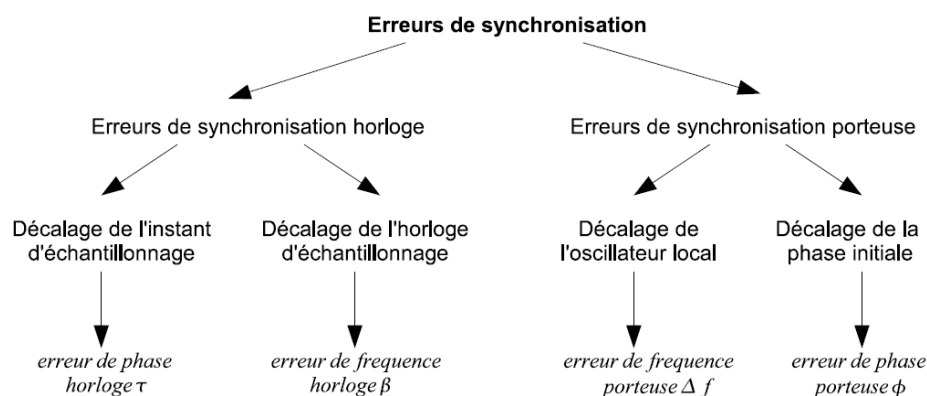 Erreurs de synchronisation
Erreurs de synchronisation horloge
Erreurs de synchronisation porteuse
Décalage de l'instant
d'échantillonnage
Décalage de l'horloge
d'échantillonnage
Décalage de
l'oscillateur local
Décalage de la
phase initiale
erreur de phase
horloge τ
erreur de frequence
horloge β
erreur de frequence
porteuse Δ f
erreur de phase
porteuse ϕ